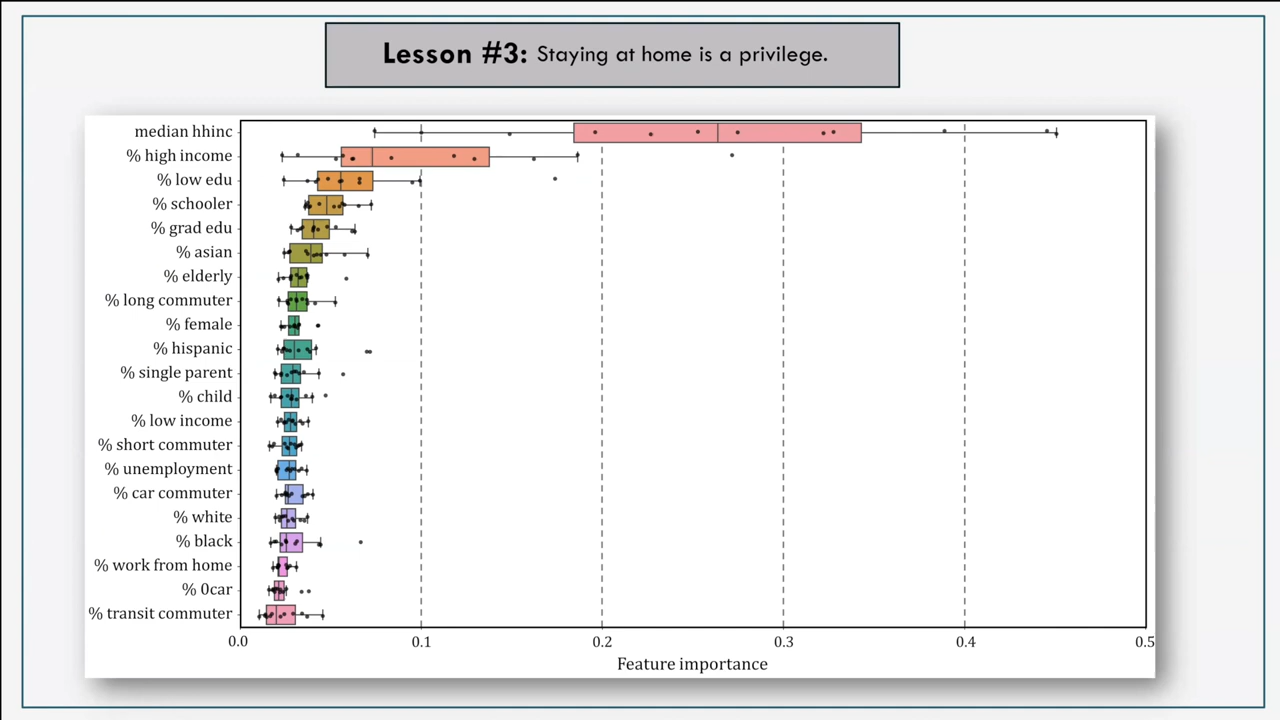 Lesson #3: Staying at home is a privilege.
median hhinc
% high income
% low edu
% schooler
% grad edu
% asian
% elderly
% long commuter
% female
% hispanic
% single parent
% child
% low income
% short commuter
% unemployment
% car commuter
% white
% black
% work from home
% 0car
% transit commuter
0.0 0.1 0.2 0.3 0.4 0.5
Feature importance